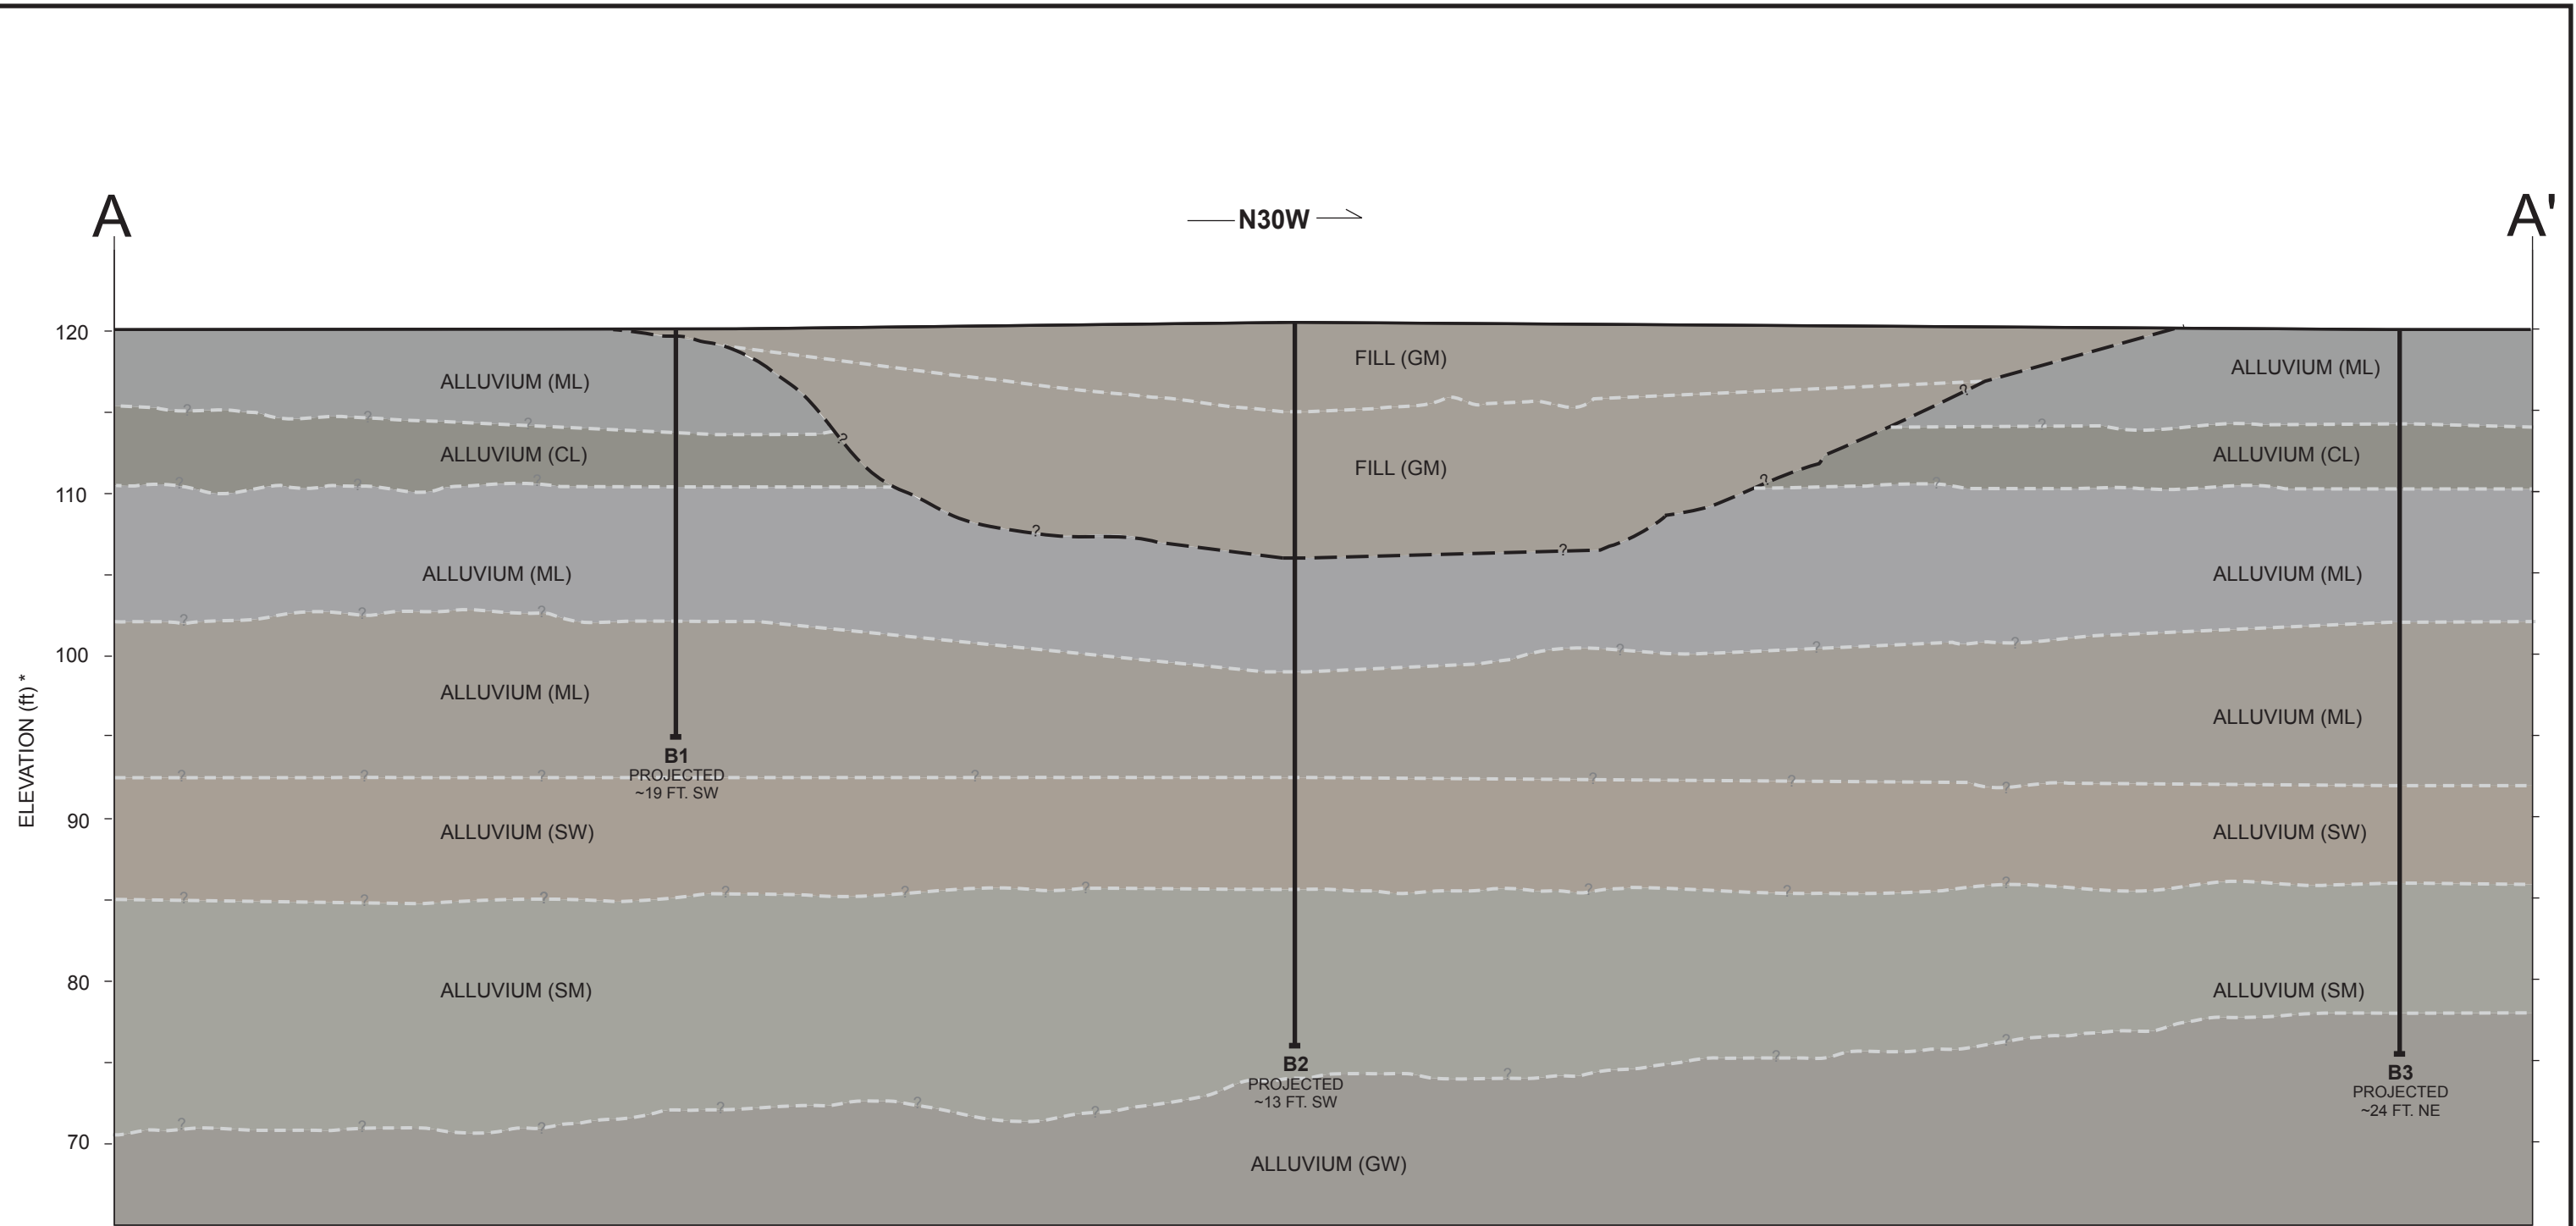 A
N30W
A'
120
FILL (GM)
ALLUVIUM (ML)
ALLUVIUM (ML)
?
?
?
?
?
?
ALLUVIUM (CL)
FILL (GM)
ALLUVIUM (CL)
110
?
?
?
?
?
?
?
ALLUVIUM (ML)
ALLUVIUM (ML)
?
?
?
?
?
?
100
ELEVATION (ft) *
ALLUVIUM (ML)
ALLUVIUM (ML)
B1
PROJECTED
~19 FT. SW
?
?
?
?
?
?
?
90
ALLUVIUM (SW)
ALLUVIUM (SW)
?
?
?
?
?
?
?
?
?
80
ALLUVIUM (SM)
ALLUVIUM (SM)
B2
PROJECTED
~13 FT. SW
B3
PROJECTED
~24 FT. NE
?
?
?
?
?
?
?
?
?
70
ALLUVIUM (GW)